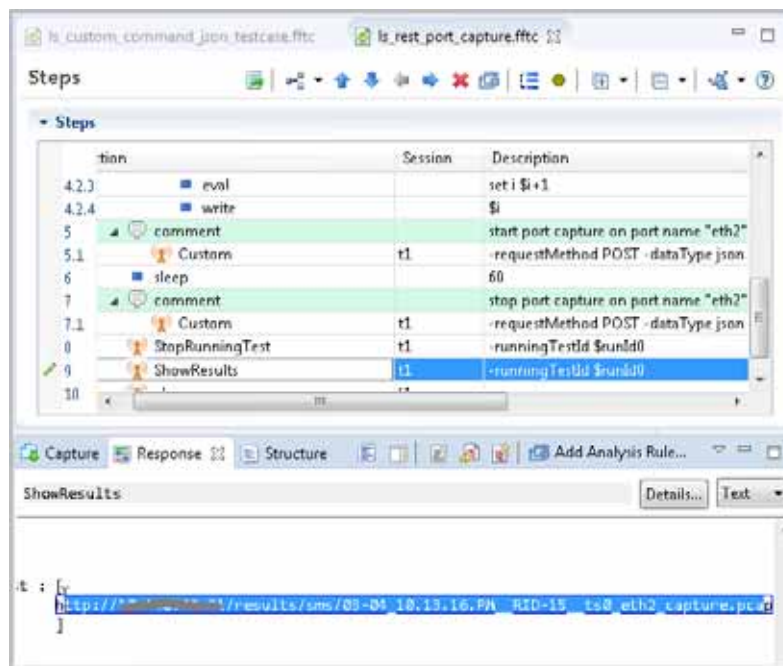 ls_custom_command_json_testcase.fftc ls_rest_port_capture.fftc
Steps
Steps
tion Session Description
4.2.3 eval set i $i+1
4.2.4 write $i
5 comment start port capture on port name "eth2"
5.1 Custom t1 -requestMethod POST -dataType json
6 sleep 60
7 comment stop port capture on port name "eth2"
7.1 Custom t1 -requestMethod POST -dataType json
8 StopRunningTest t1 -runningTestId $runId0
9 ShowResults t1 -runningTestId $runId0
10
Capture Response Structure Add Analysis Rule...
ShowResults Details... Text
t : [
http:// /results/sms/03-04_10.13.16.PM__RID-15__ts0_eth2_capture.pcap
]